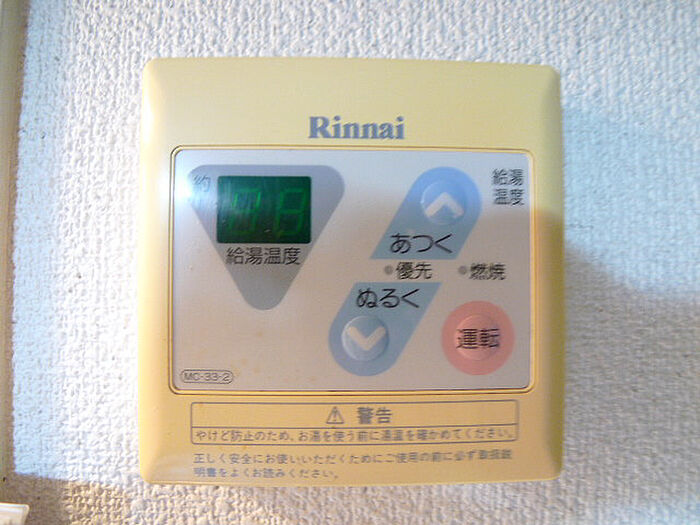 Rinnai
約
給湯温度
給湯
温度
あつく
優先
燃焼
ぬるく
運転
MC-33-2
警告
やけど防止のため、お湯を使う前に湯温を確かめてください。
正しく安全にお使いいただくためにご使用の前に必ず取扱説
明書をよくお読みください。